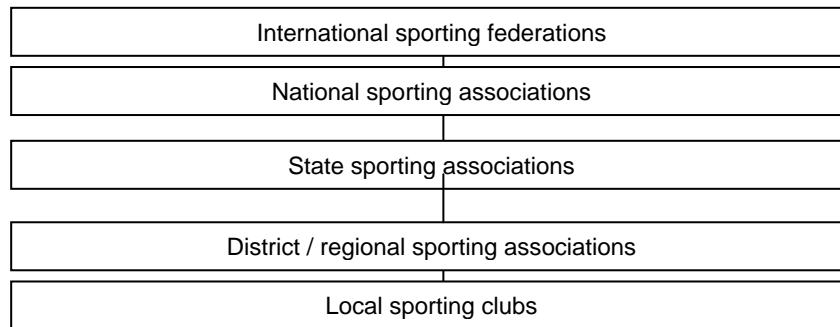 International sporting federations
National sporting associations
State sporting associations
District / regional sporting associations
Local sporting clubs